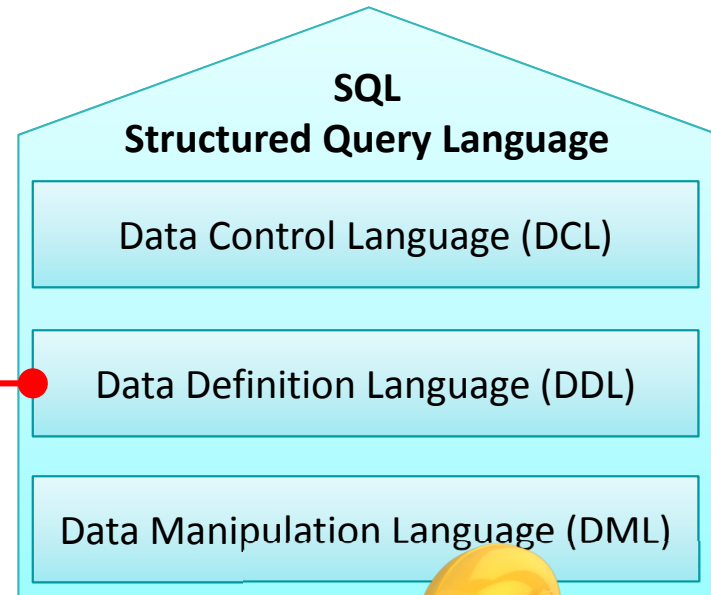 SQL
Structured Query Language
Data Control Language (DCL)
Data Definition Language (DDL)
Data Manipulation Language (DML)